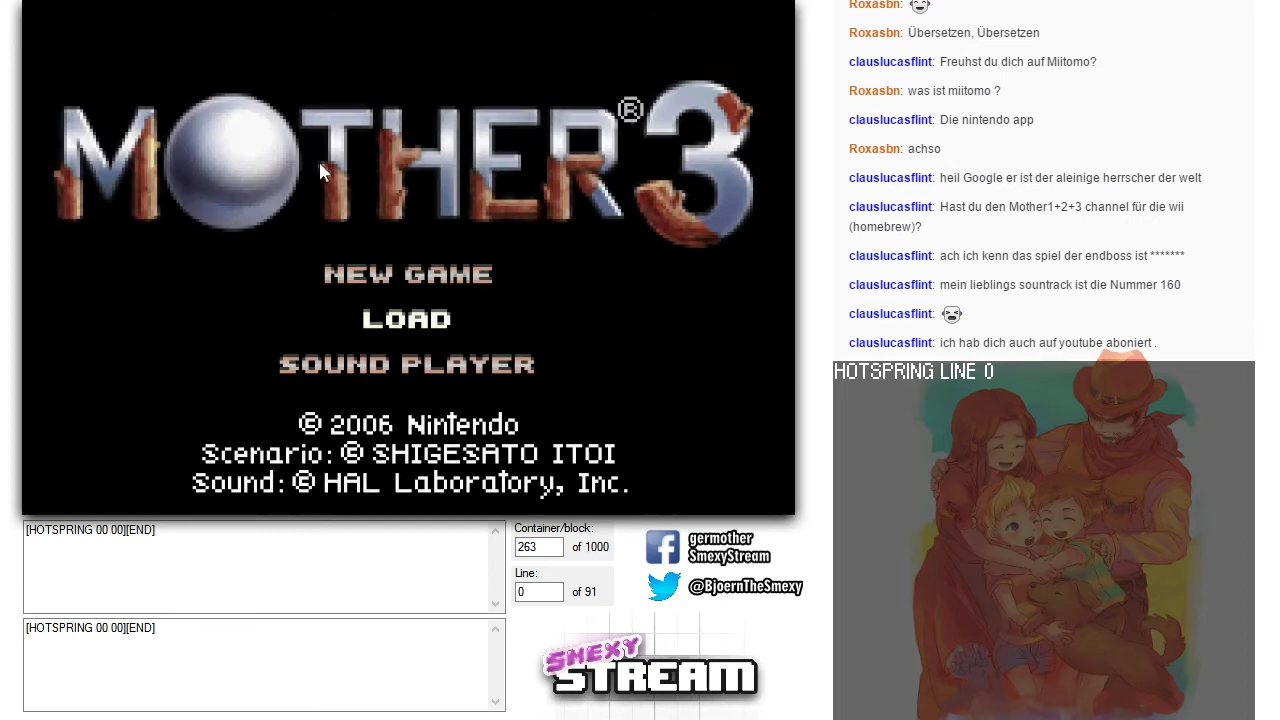 MOTHER® 3
NEW GAME
LOAD
SOUND PLAYER
© 2006 Nintendo
Scenario: © SHIGESATO ITOI
Sound: © HAL Laboratory, Inc.
[HOTSPRING 00 00][END]
[HOTSPRING 00 00][END]
Container/block:
263 of 1000
Line:
0 of 91
germother
SmexyStream
@BjoernTheSmexy
SMEXY
STREAM
Roxasbn:
Roxasbn: Übersetzen, Übersetzen
clauslucasflint: Freuhst du dich auf Miitomo?
Roxasbn: was ist miitomo ?
clauslucasflint: Die nintendo app
Roxasbn: achso
clauslucasflint: heil Google er ist der aleinige herrscher der welt
clauslucasflint: Hast du den Mother1+2+3 channel für die wii
(homebrew)?
clauslucasflint: ach ich kenn das spiel der endboss ist *******
clauslucasflint: mein lieblings sountrack ist die Nummer 160
clauslucasflint:
clauslucasflint: ich hab dich auch auf youtube aboniert .
HOTSPRING LINE 0